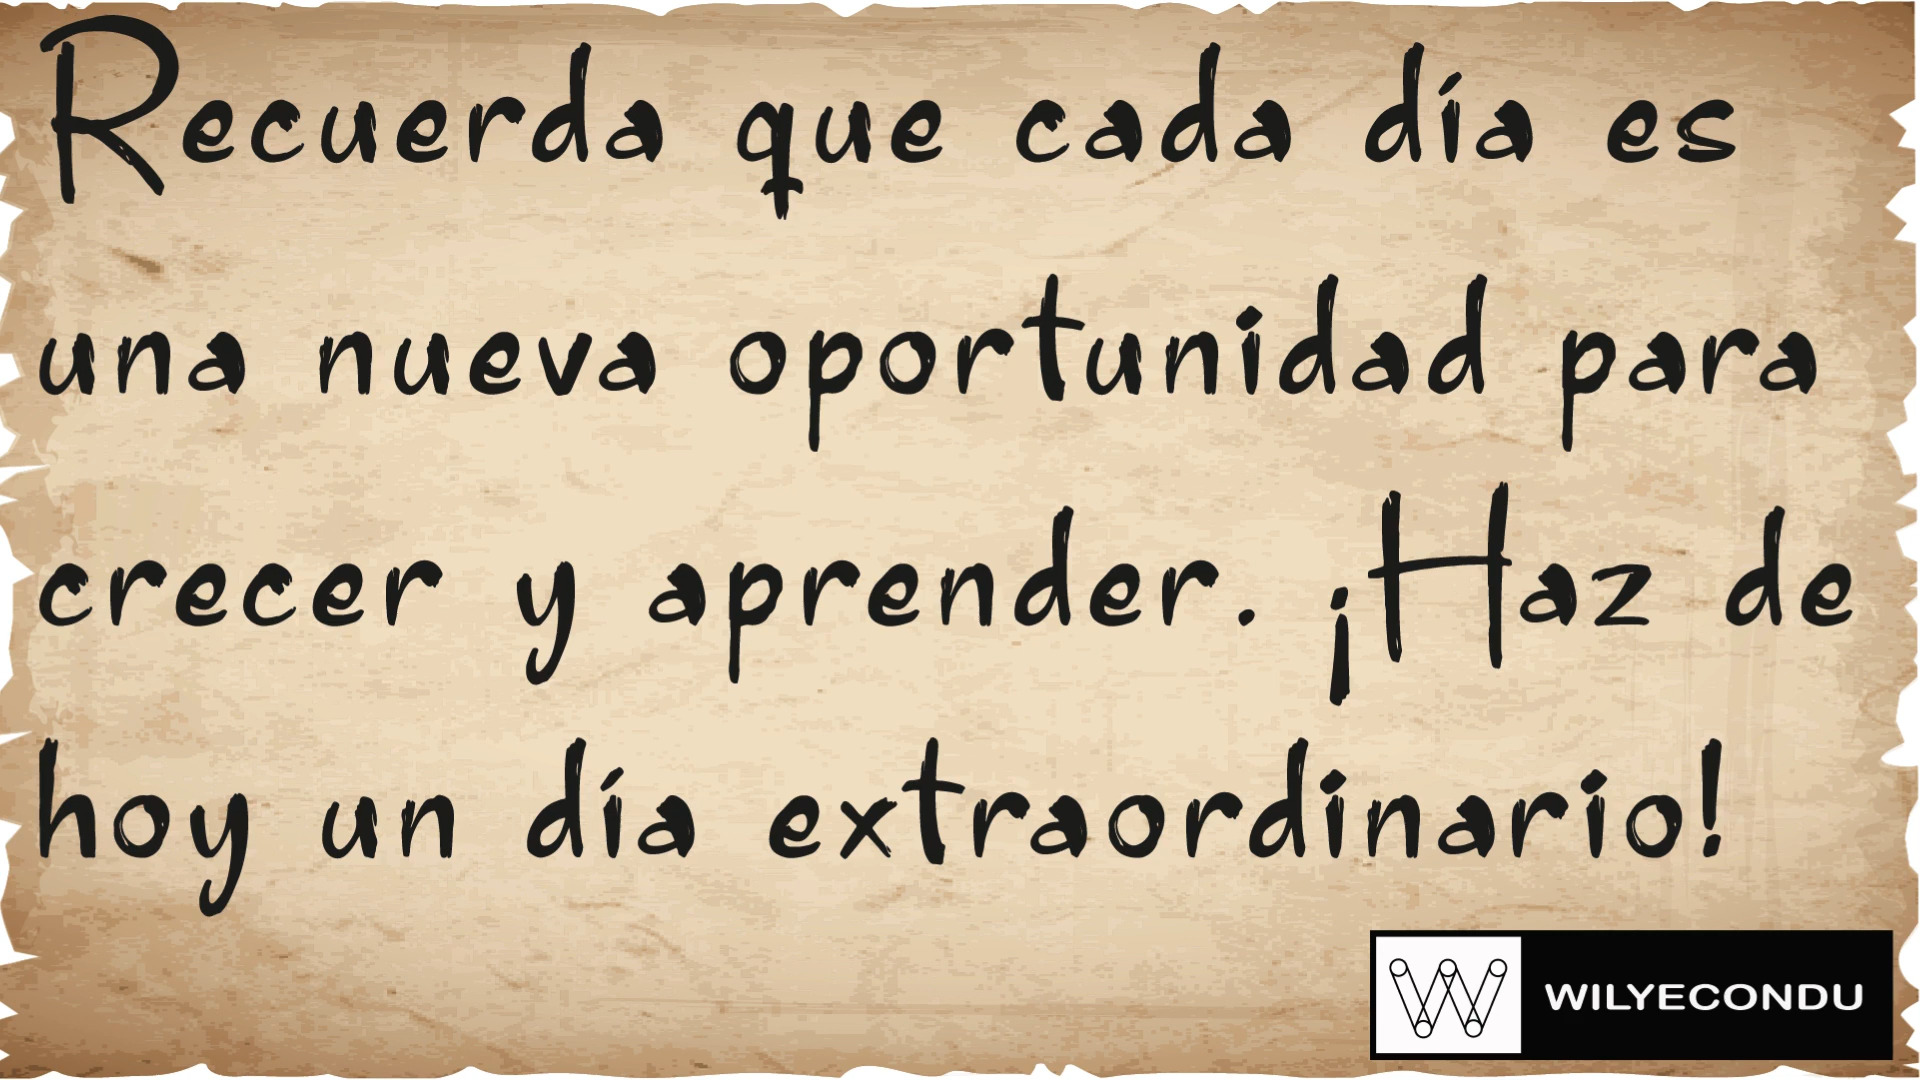 Recuerda que cada día es
una nueva oportunidad para
crecer y aprender. ¡Haz de
hoy un día extraordinario!
W WILYECONDU